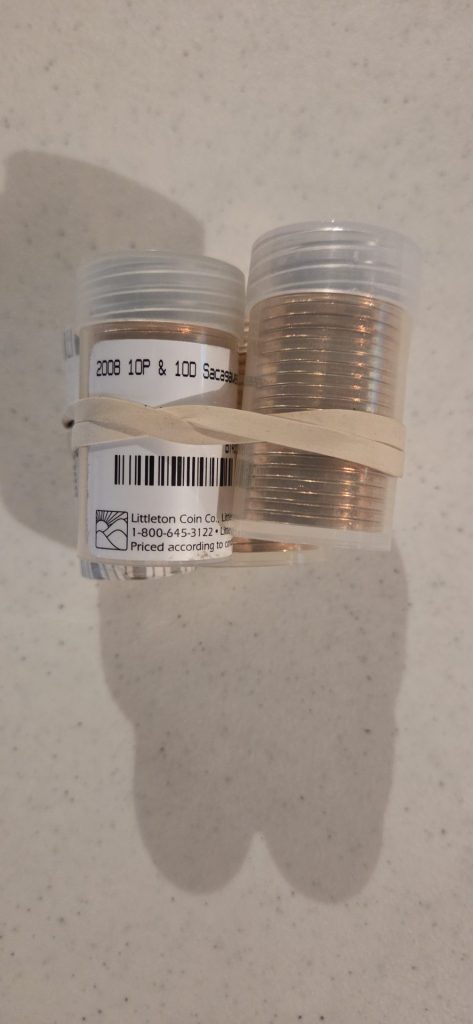 2008 10P & 10D
Littleton Coin Co.,
1-800-645-3122 •
Priced according to